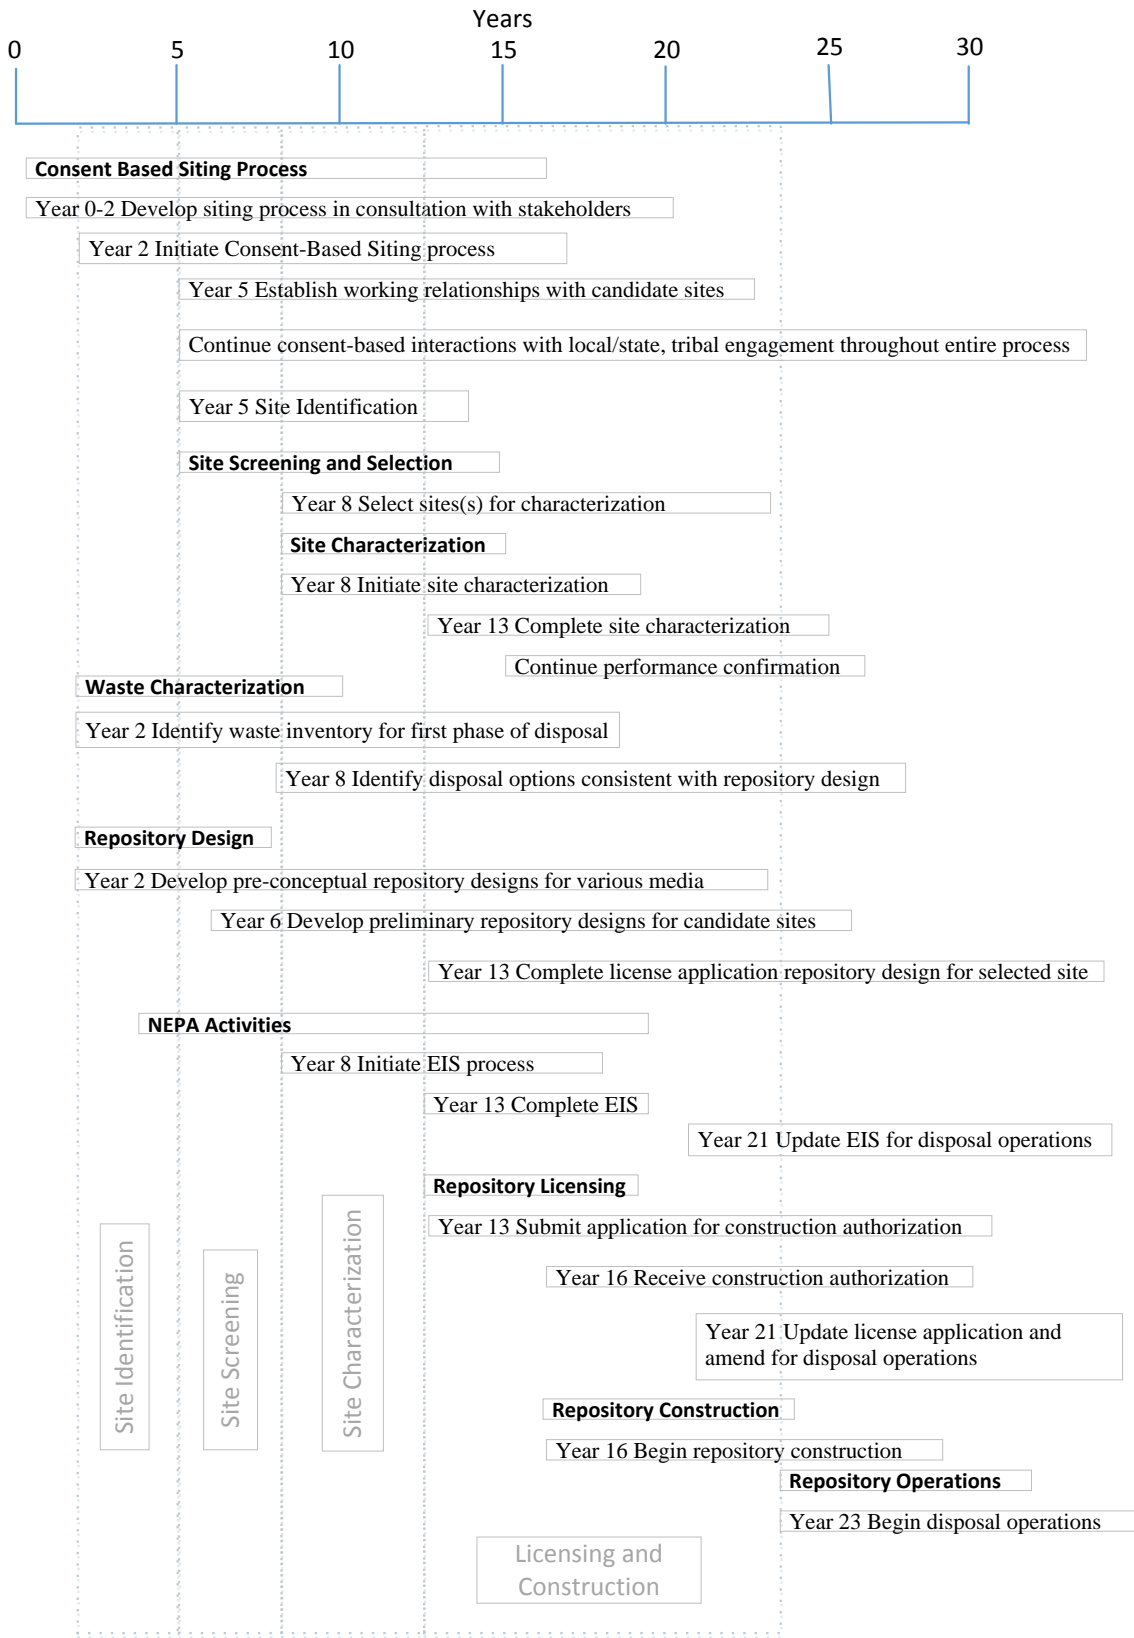 Years
0 5 10 15 20 25 30
Consent Based Siting Process
Year 0-2 Develop siting process in consultation with stakeholders
Year 2 Initiate Consent-Based Siting process
Year 5 Establish working relationships with candidate sites
Continue consent-based interactions with local/state, tribal engagement throughout entire process
Year 5 Site Identification
Site Screening and Selection
Year 8 Select sites(s) for characterization
Site Characterization
Year 8 Initiate site characterization
Year 13 Complete site characterization
Continue performance confirmation
Waste Characterization
Year 2 Identify waste inventory for first phase of disposal
Year 8 Identify disposal options consistent with repository design
Repository Design
Year 2 Develop pre-conceptual repository designs for various media
Year 6 Develop preliminary repository designs for candidate sites
Year 13 Complete license application repository design for selected site
NEPA Activities
Year 8 Initiate EIS process
Year 13 Complete EIS
Year 21 Update EIS for disposal operations
Repository Licensing
Year 13 Submit application for construction authorization
Year 16 Receive construction authorization
Year 21 Update license application and
amend for disposal operations
Repository Construction
Year 16 Begin repository construction
Repository Operations
Year 23 Begin disposal operations
Site Identification
Site Screening
Site Characterization
Licensing and
Construction